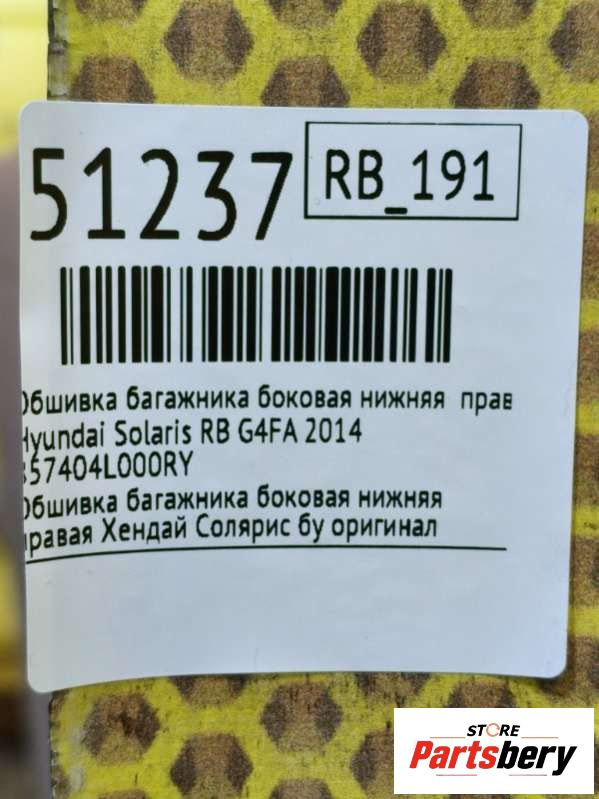 51237
RB_191
Обшивка багажника боковая нижняя прав
Hyundai Solaris RB G4FA 2014
857404L000RY
Обшивка багажника боковая нижняя
правая Хендай Солярис бу оригинал
STORE
Partsbery